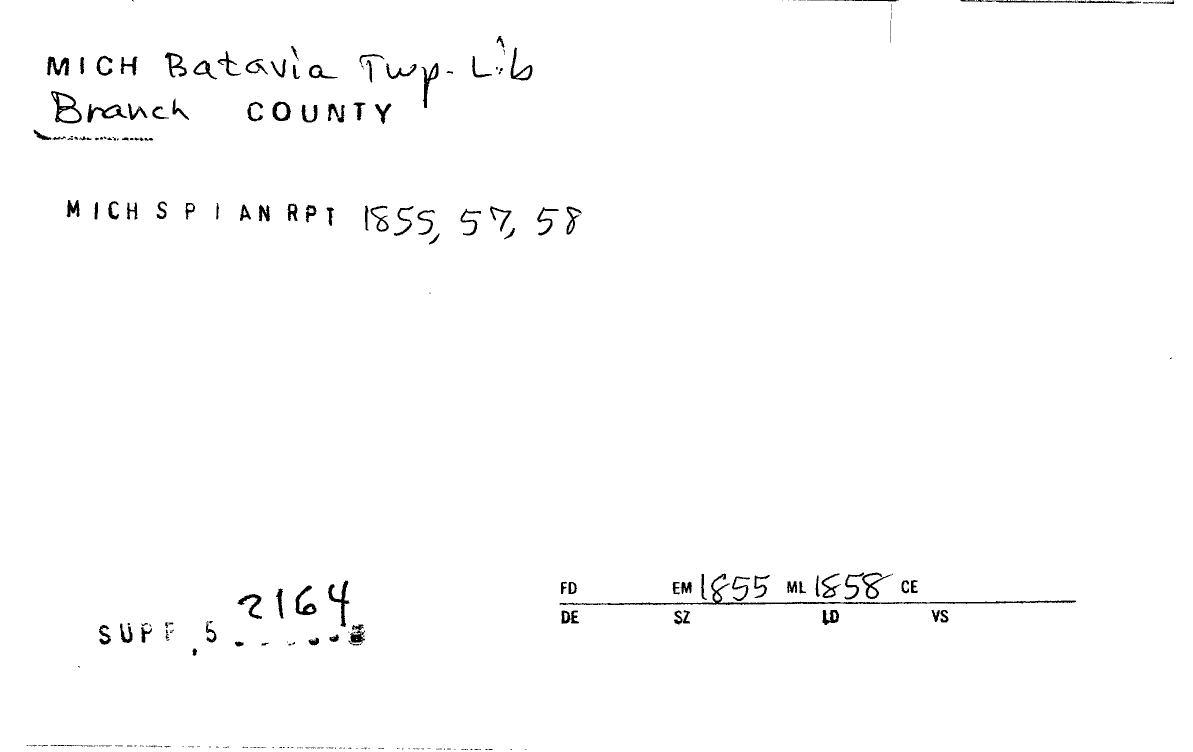 MICH Batavia Twp. Lib
Branch COUNTY
MICH S P I AN RPT 1855, 57, 58
2164
SUPF, 5
FD EM 1855 ML 1858 CE
DE SZ LD VS